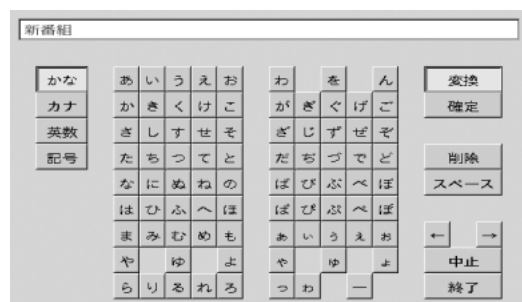 新番組
かな あ い う え お わ を ん 変換
カナ か き く け こ が ぎ ぐ げ ご 確定
英数 さ し す せ そ ざ じ ず ぜ ぞ
記号 た ち つ て と だ ぢ づ で ど 削除
な に ぬ ね の ば び ぶ べ ぼ スペース
は ひ ふ へ ほ ぱ ぴ ぷ ぺ ぽ
ま み む め も ぁ ぃ ぅ ぇ ぉ ← →
や ゆ よ ゃ ゅ ょ 中止
ら り る れ ろ っ ゎ ー 終了